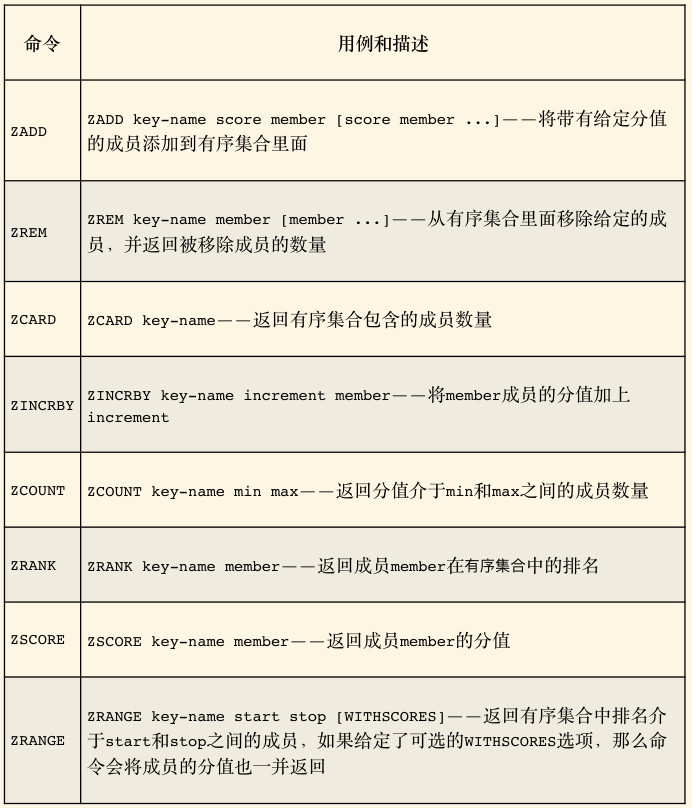 命令
用例和描述
ZADD
ZADD key-name score member [score member ...]——将带有给定分值
的成员添加到有序集合里面
ZREM
ZREM key-name member [member ...]——从有序集合里面移除给定的成
员，并返回被移除成员的数量
ZCARD
ZCARD key-name——返回有序集合包含的成员数量
ZINCRBY
ZINCRBY key-name increment member——将member成员的分值加上
increment
ZCOUNT
ZCOUNT key-name min max——返回分值介于min和max之间的成员数量
ZRANK
ZRANK key-name member——返回成员member在有序集合中的排名
ZSCORE
ZSCORE key-name member——返回成员member的分值
ZRANGE
ZRANGE key-name start stop [WITHSCORES]——返回有序集合中排名介
于start和stop之间的成员，如果给定了可选的WITHSCORES选项，那么命
令会将成员的分值也一并返回